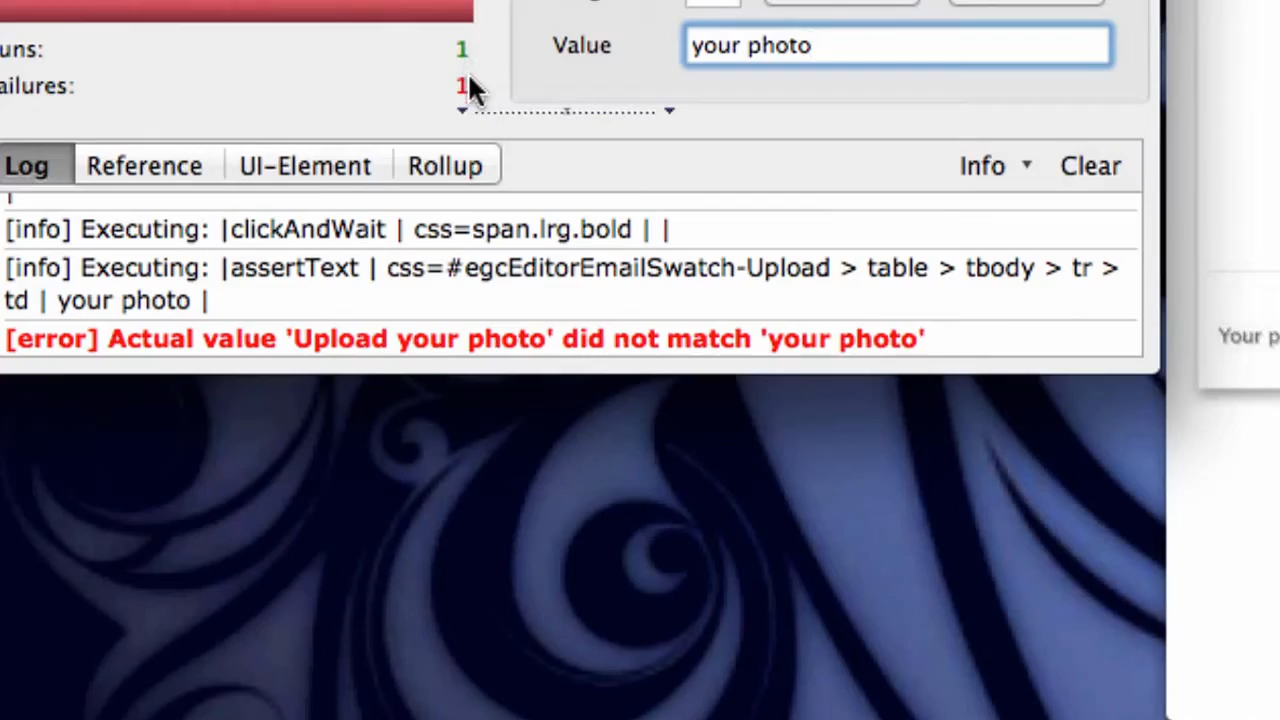 uns: 1
Value your photo
ailures: 1
Log Reference UI-Element Rollup Info Clear
[info] Executing: |clickAndWait | css=span.lrg.bold | |
[info] Executing: |assertText | css=#egcEditorEmailSwatch-Upload > table > tbody > tr >
td | your photo |
[error] Actual value 'Upload your photo' did not match 'your photo'
Your p